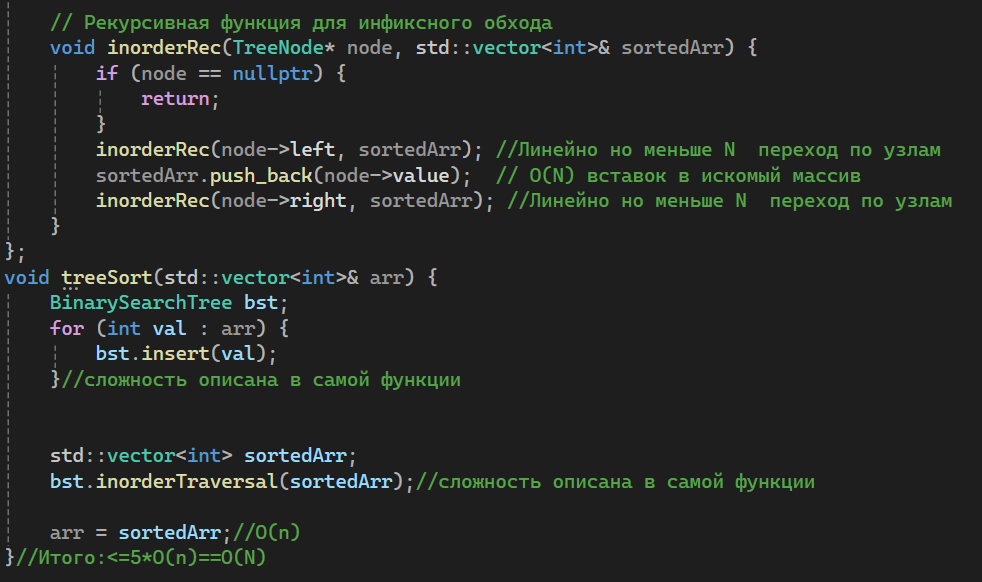 // Рекурсивная функция для инфиксного обхода
void inorderRec(TreeNode* node, std::vector<int>& sortedArr) {
if (node == nullptr) {
return;
}
inorderRec(node->left, sortedArr); //Линейно но меньше N  переход по узлам
sortedArr.push_back(node->value);  // O(N) вставок в искомый массив
inorderRec(node->right, sortedArr); //Линейно но меньше N  переход по узлам
}
};
void treeSort(std::vector<int>& arr) {
BinarySearchTree bst;
for (int val : arr) {
bst.insert(val);
}//сложность описана в самой функции
std::vector<int> sortedArr;
bst.inorderTraversal(sortedArr);//сложность описана в самой функции
arr = sortedArr;//O(n)
}//Итого:<=5*O(n)==O(N)